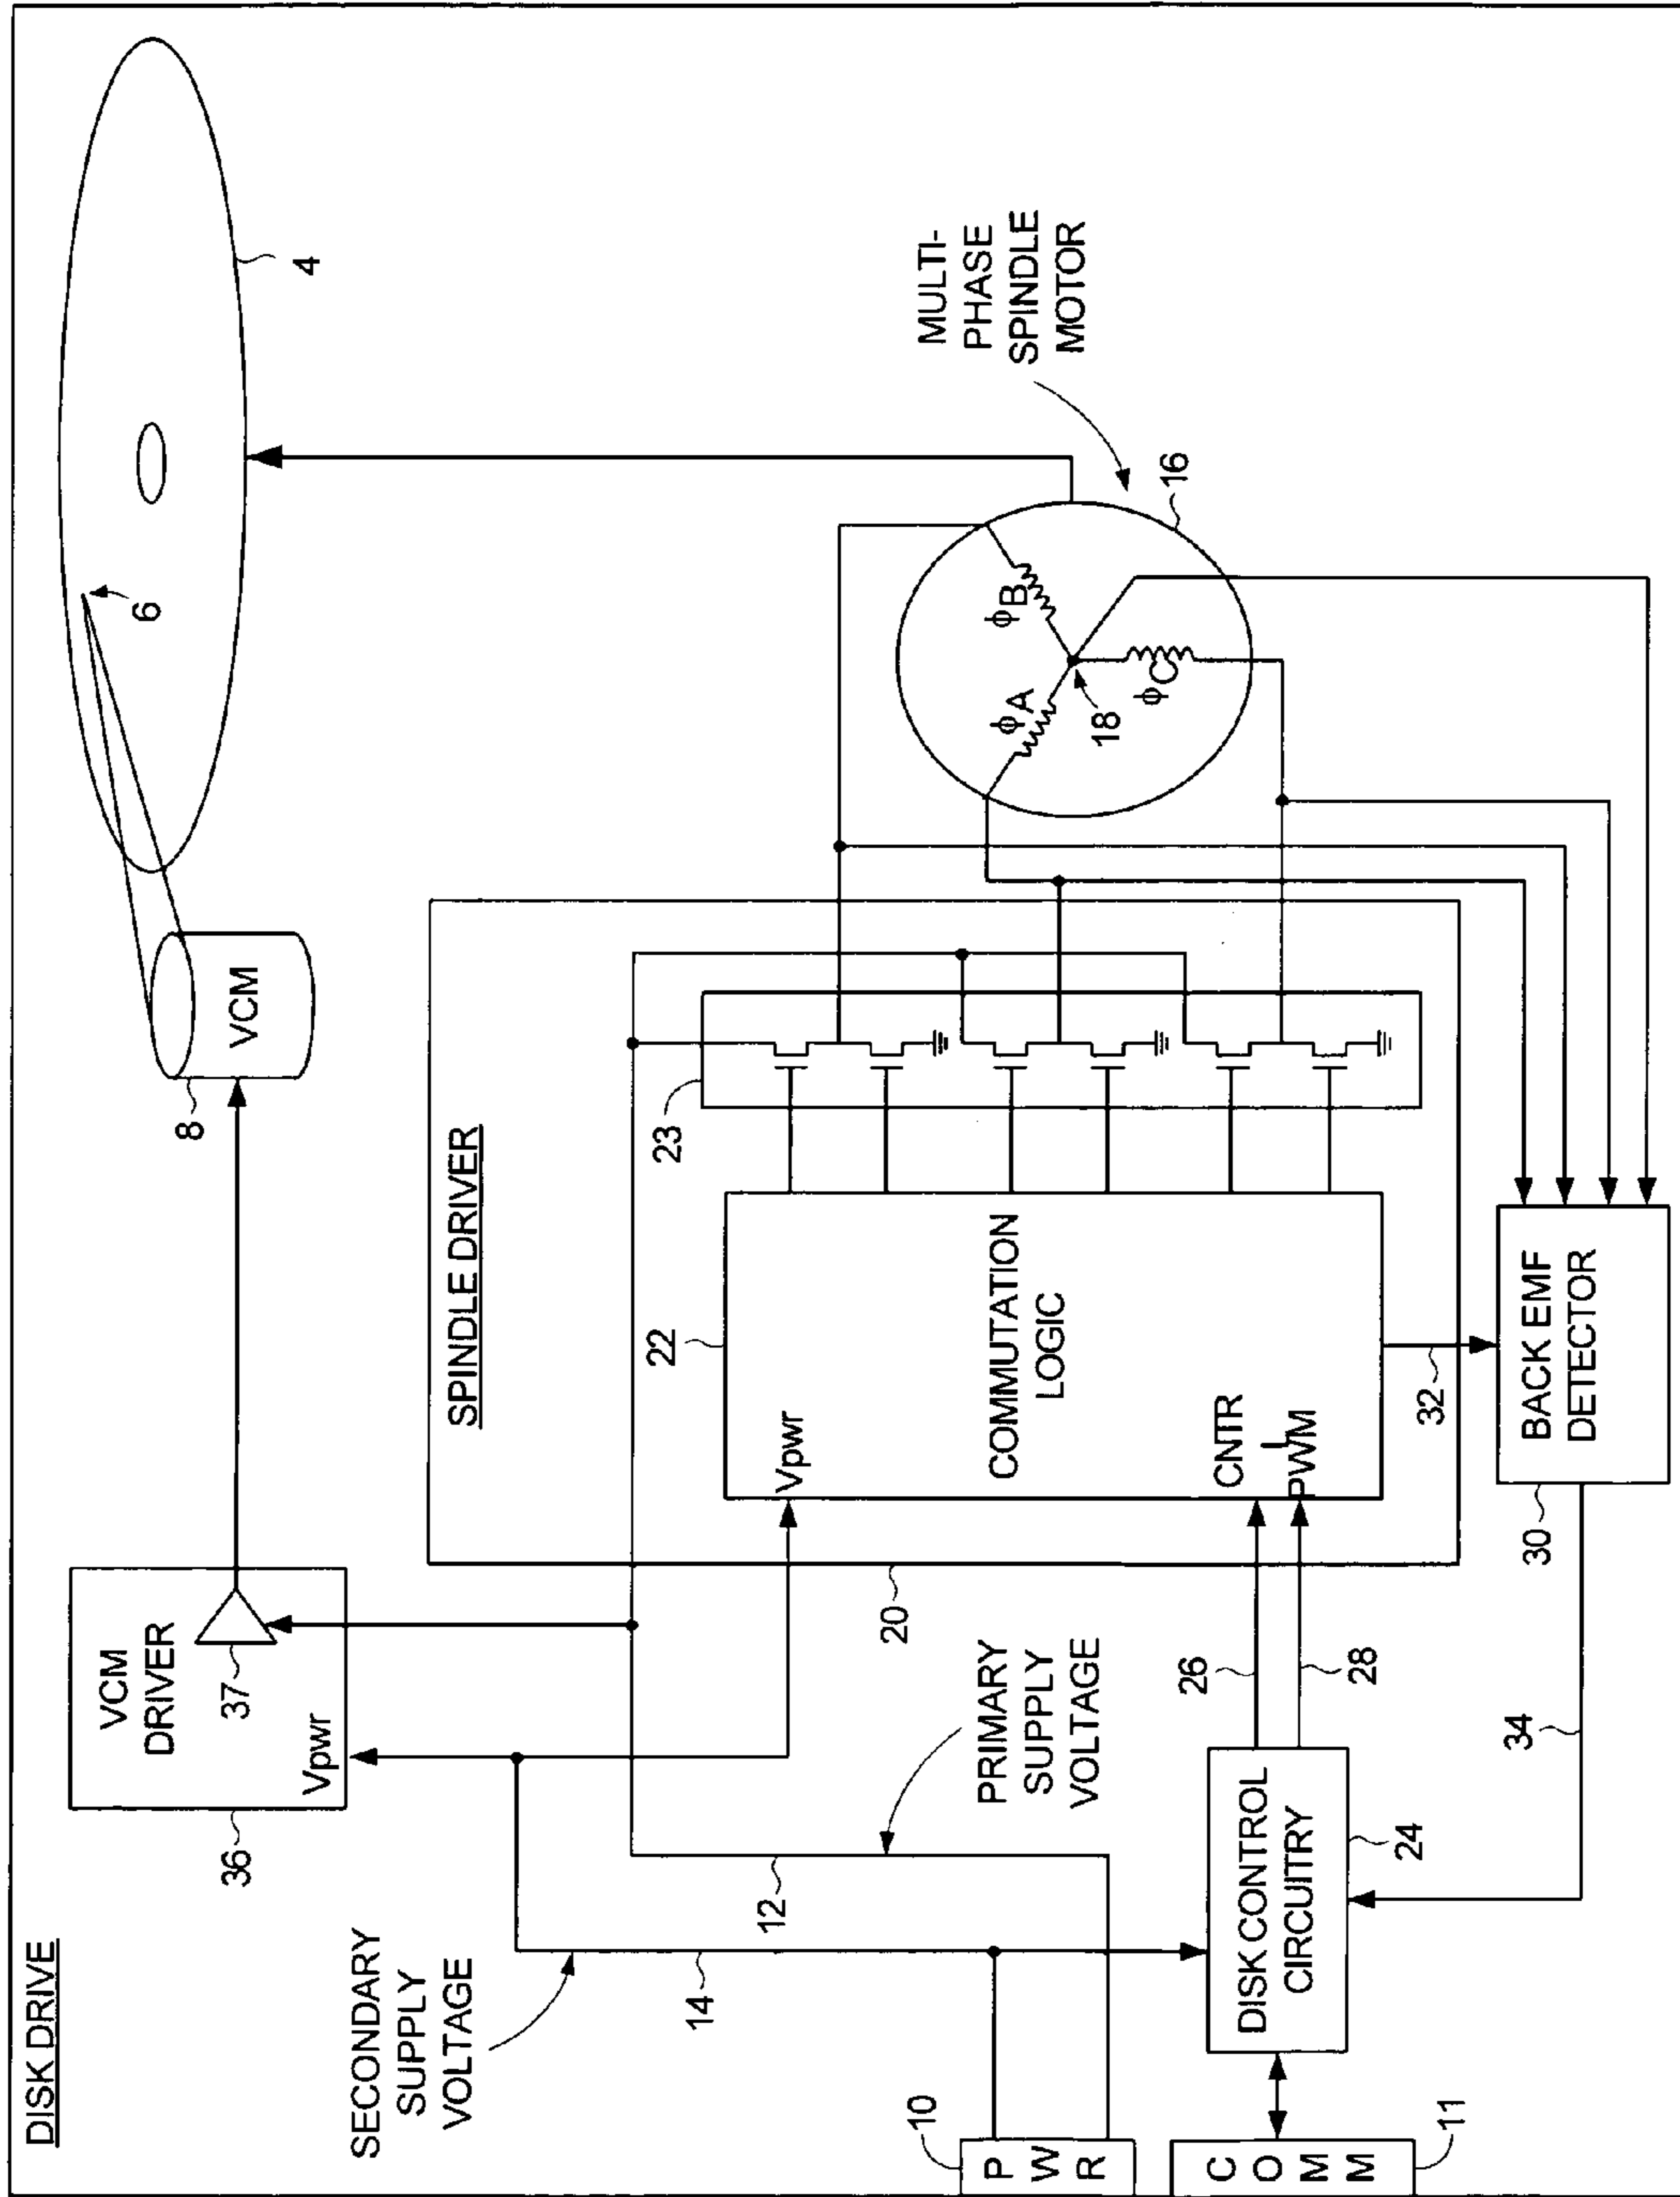 DISK DRIVE
4
6
8
VCM
VCM
DRIVER
37
Vpwr
36
SECONDARY
SUPPLY
VOLTAGE
14
12
PRIMARY
SUPPLY
VOLTAGE
SPINDLE DRIVER
20
22
23
Vpwr
COMMUTATION
LOGIC
CNTR
L
PWM
MULTI-
PHASE
SPINDLE
MOTOR
16
ϕA
ϕB
ϕC
18
10
P
W
R
11
C
O
M
M
DISK CONTROL
CIRCUITRY
24
26
28
32
34
BACK EMF
DETECTOR
30